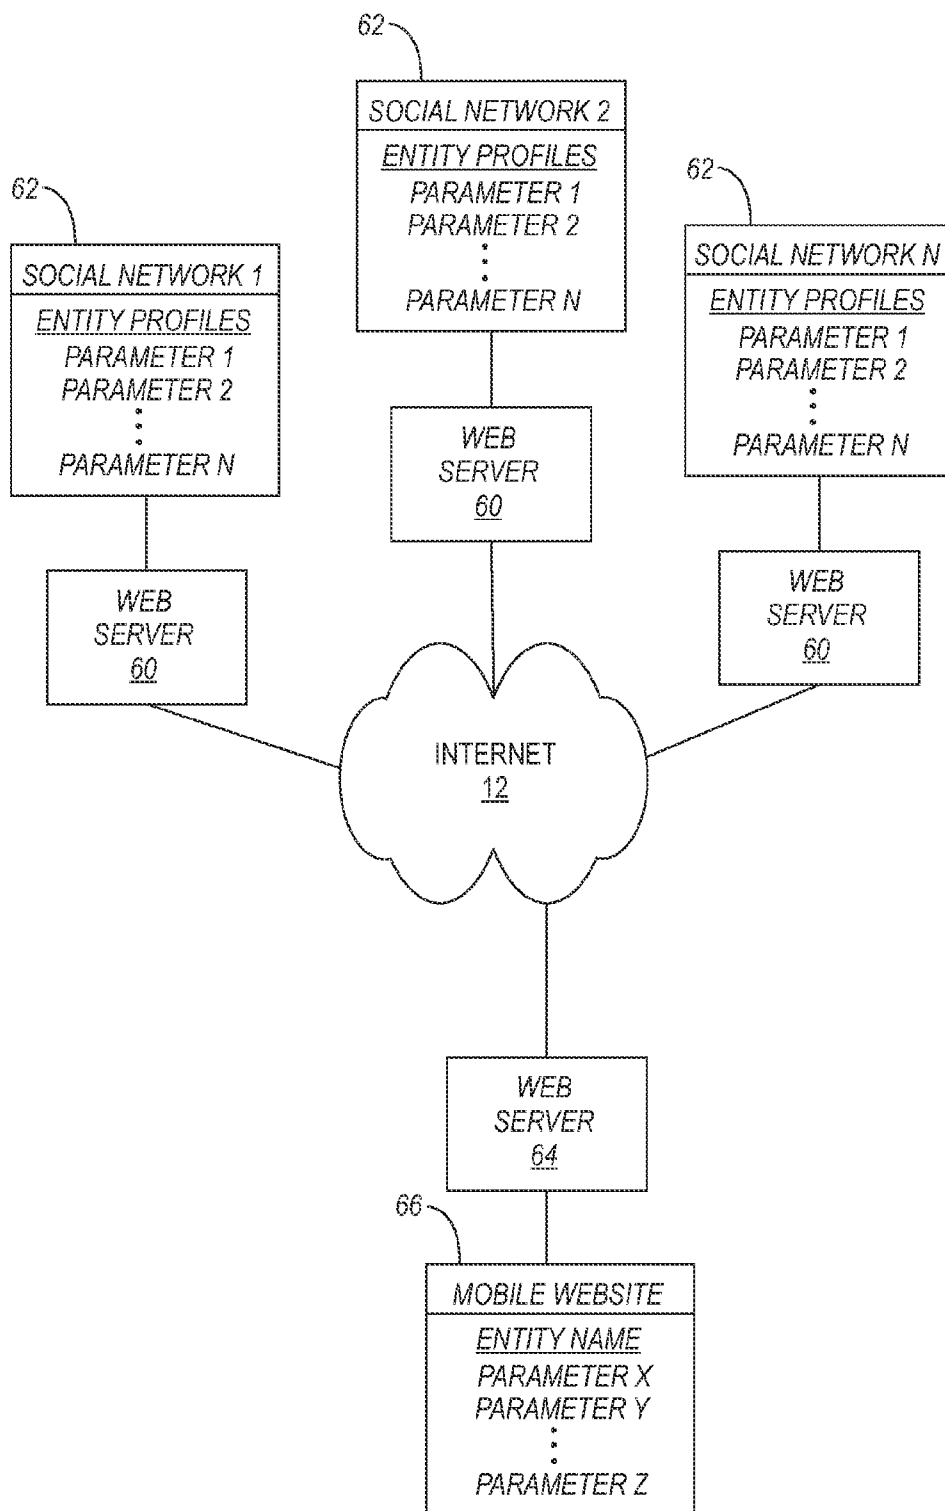 62
SOCIAL NETWORK 2
ENTITY PROFILES
PARAMETER 1
PARAMETER 2
PARAMETER N
62
SOCIAL NETWORK 1
ENTITY PROFILES
PARAMETER 1
PARAMETER 2
PARAMETER N
62
SOCIAL NETWORK N
ENTITY PROFILES
PARAMETER 1
PARAMETER 2
PARAMETER N
WEB
SERVER
60
WEB
SERVER
60
WEB
SERVER
60
INTERNET
12
WEB
SERVER
64
66
MOBILE WEBSITE
ENTITY NAME
PARAMETER X
PARAMETER Y
PARAMETER Z